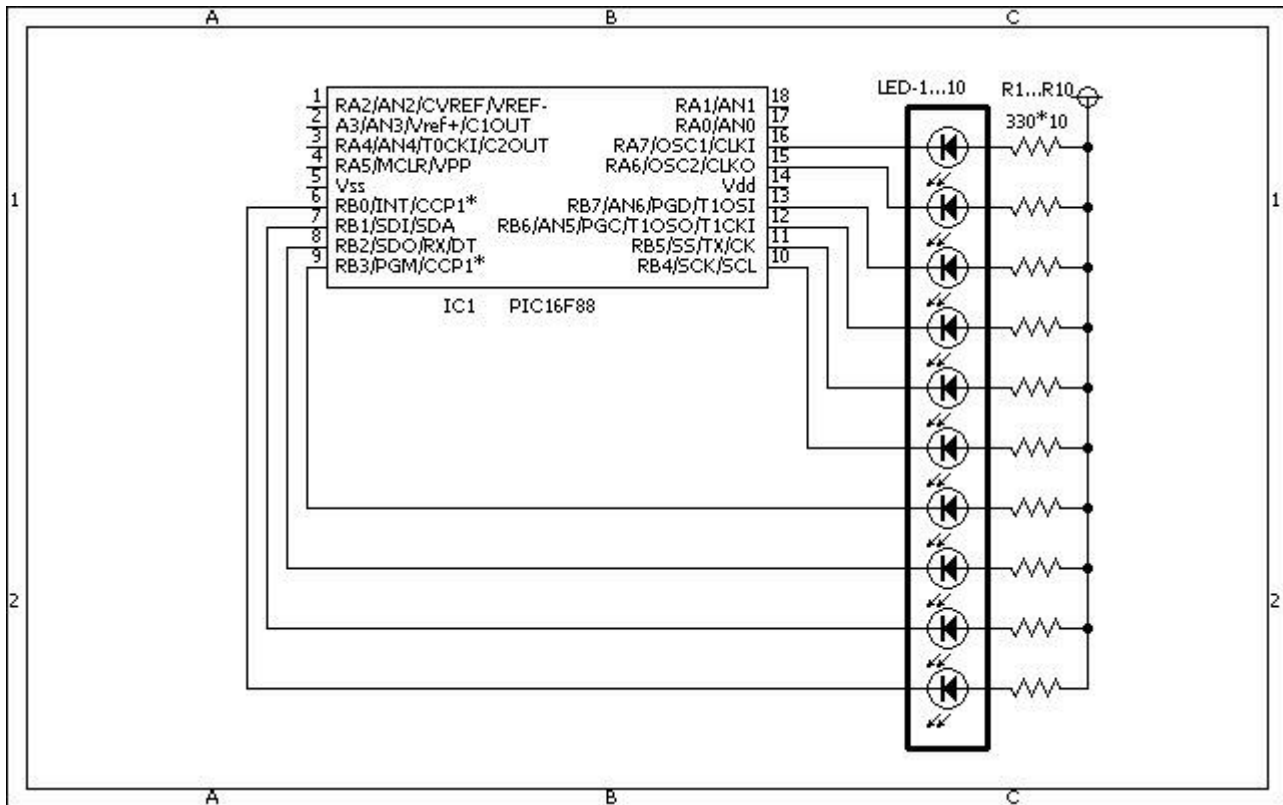 A B C
LED-1...10 R1...R10
330*10
1 RA2/AN2/CVREF/VREF- RA1/AN1 18
2 A3/AN3/Vref+/C1OUT RA0/AN0 17
3 RA4/AN4/T0CKI/C2OUT RA7/OSC1/CLKI 16
4 RA5/MCLR/VPP RA6/OSC2/CLKO 15
5 Vss Vdd 14
6 RB0/INT/CCP1* RB7/AN6/PGD/T1OSI 13
7 RB1/SDI/SDA RB6/AN5/PGC/T1OSO/T1CKI 12
8 RB2/SDO/RX/DT RB5/SS/TX/CK 11
9 RB3/PGM/CCP1* RB4/SCK/SCL 10
1 1
IC1 PIC16F88
2 2
A B C